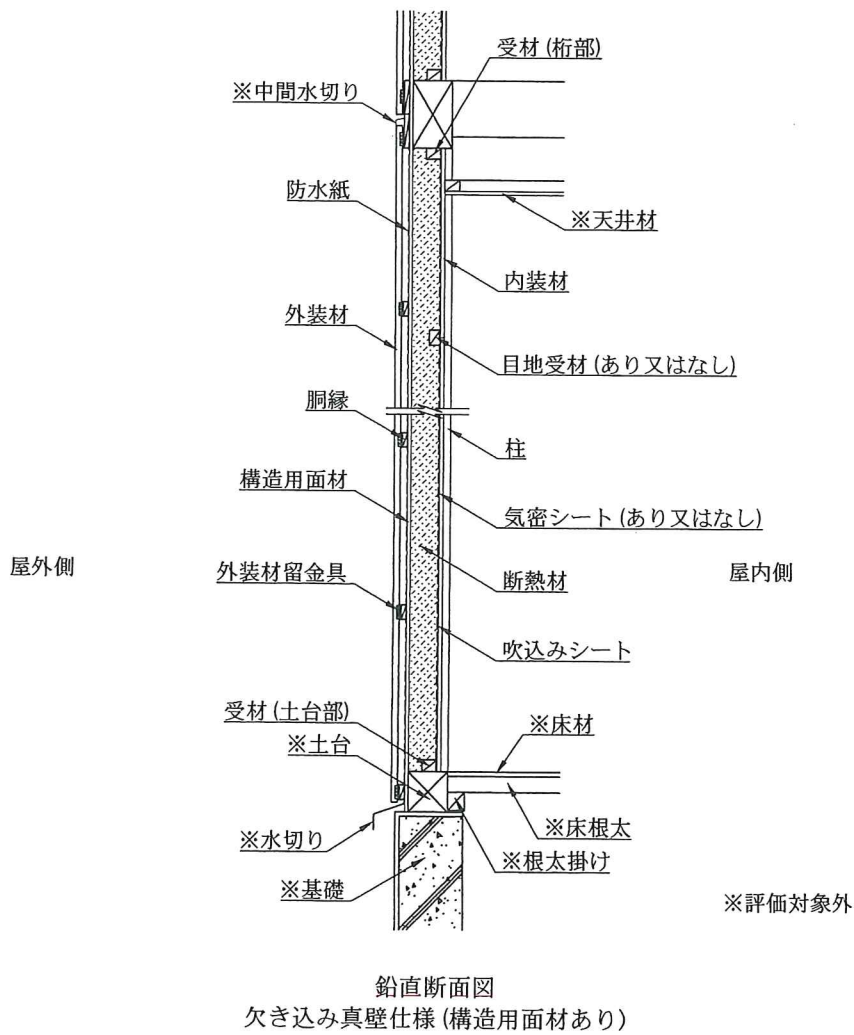 受材 (桁部)
※中間水切り
防水紙
※天井材
内装材
外装材
目地受材 (あり又はなし)
胴縁
柱
構造用面材
気密シート (あり又はなし)
屋外側
外装材留金具
断熱材
屋内側
吹込みシート
受材 (土台部)
※床材
※土台
※床根太
※水切り
※根太掛け
※基礎
※評価対象外
鉛直断面図
欠き込み真壁仕様 (構造用面材あり)